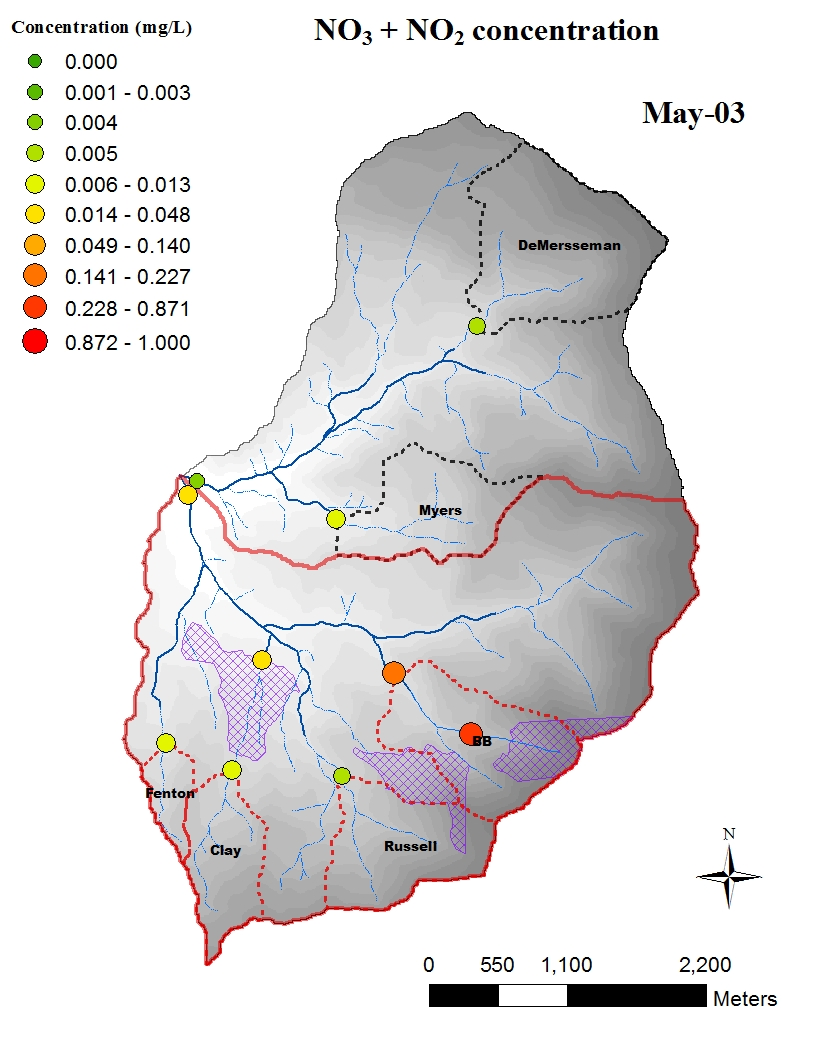 Concentration (mg/L)
NO₃ + NO₂ concentration
May-03
0.000
0.001 - 0.003
0.004
0.005
0.006 - 0.013
0.014 - 0.048
0.049 - 0.140
0.141 - 0.227
0.228 - 0.871
0.872 - 1.000
DeMersseman
Myers
BB
Fenton
Clay
Russell
N
0 550 1,100 2,200
Meters